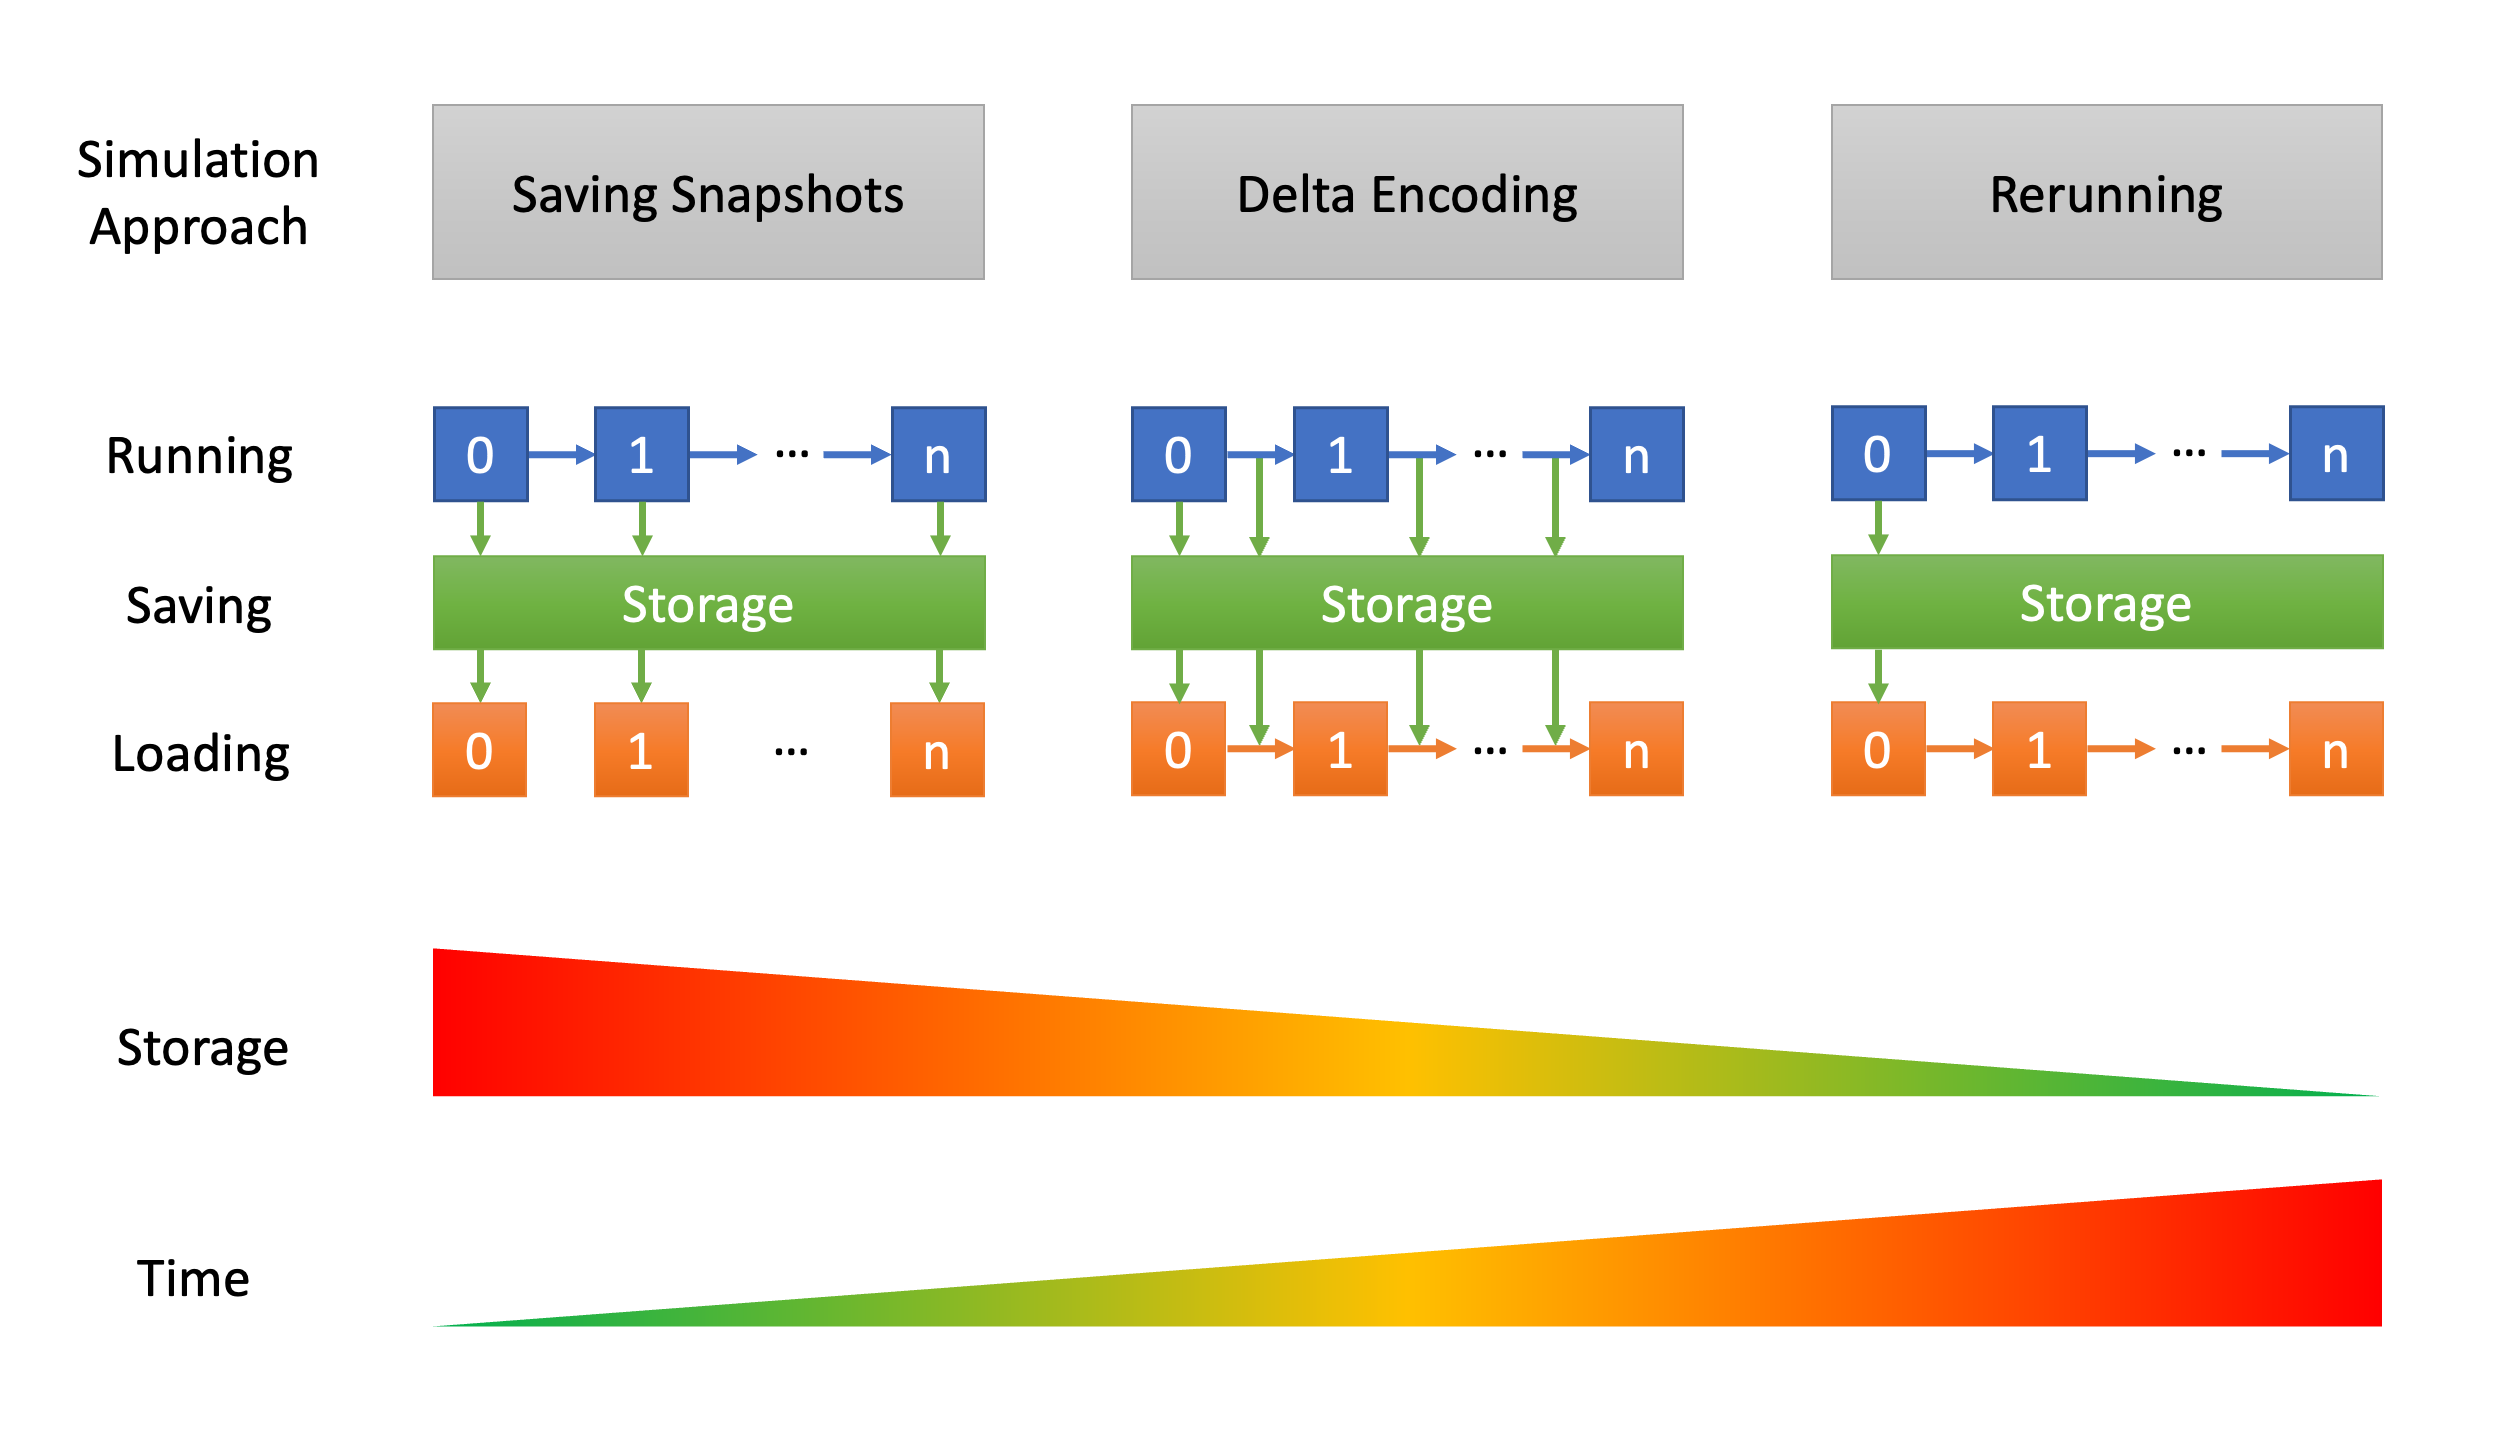 Simulation
Approach
Saving Snapshots
Delta Encoding
Rerunning
Running
0 1 ... n
0 1 ... n
0 1 ... n
Saving
Storage
Storage
Storage
Loading
0 1 ... n
0 1 ... n
0 1 ... n
Storage
Time